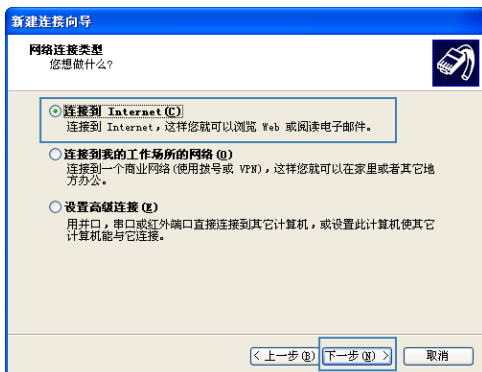 新建连接向导
网络连接类型
您想做什么?
连接到 Internet(C)
连接到 Internet，这样您就可以浏览 Web 或阅读电子邮件。
连接到我的工作场所的网络(O)
连接到一个商业网络(使用拨号或 VPN)，这样您就可以在家里或者其它地
方办公。
设置高级连接(E)
用并口，串口或红外端口直接连接到其它计算机，或设置此计算机使其它
计算机能与它连接。
< 上一步(B) 下一步(N) > 取消